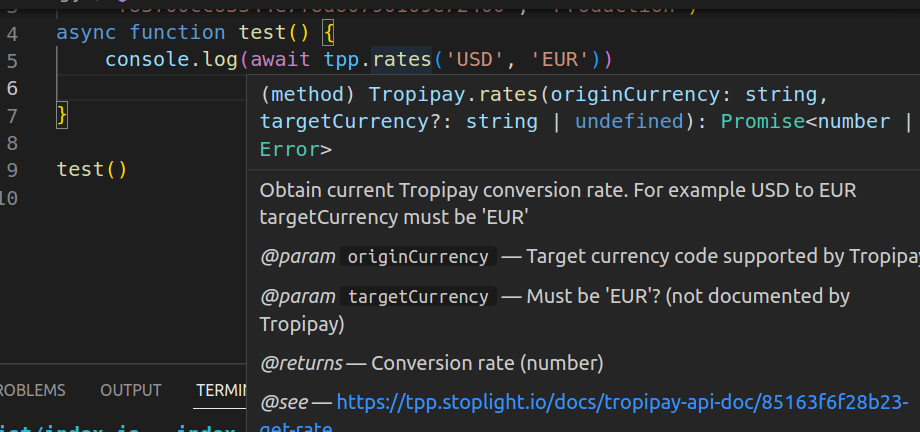 4 async function test() {
5 console.log(await tpp.rates('USD', 'EUR'))
6
7 }
8
9 test()
10
(method) Tropipay.rates(originCurrency: string,
targetCurrency?: string | undefined): Promise<number |
Error>
Obtain current Tropipay conversion rate. For example USD to EUR
targetCurrency must be 'EUR'
@param originCurrency — Target currency code supported by Tropipay
@param targetCurrency — Must be 'EUR'? (not documented by
Tropipay)
@returns — Conversion rate (number)
@see — https://tpp.stoplight.io/docs/tropipay-api-doc/85163f6f28b23-
get-rate
ROBLEMS OUTPUT TERMIN